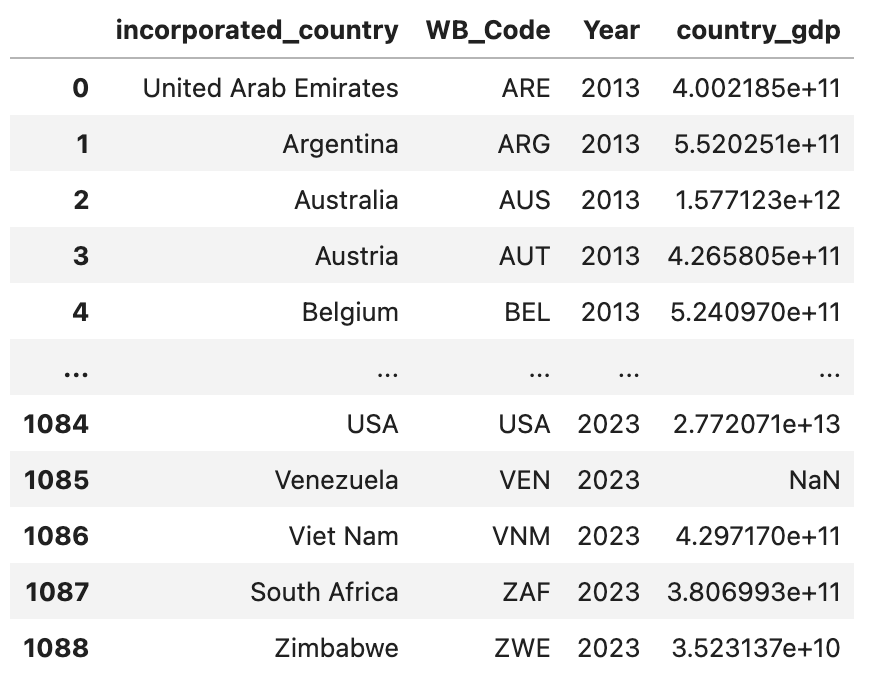 incorporated_country WB_Code Year country_gdp
0 United Arab Emirates ARE 2013 4.002185e+11
1 Argentina ARG 2013 5.520251e+11
2 Australia AUS 2013 1.577123e+12
3 Austria AUT 2013 4.265805e+11
4 Belgium BEL 2013 5.240970e+11
... ... ... ... ...
1084 USA USA 2023 2.772071e+13
1085 Venezuela VEN 2023 NaN
1086 Viet Nam VNM 2023 4.297170e+11
1087 South Africa ZAF 2023 3.806993e+11
1088 Zimbabwe ZWE 2023 3.523137e+10